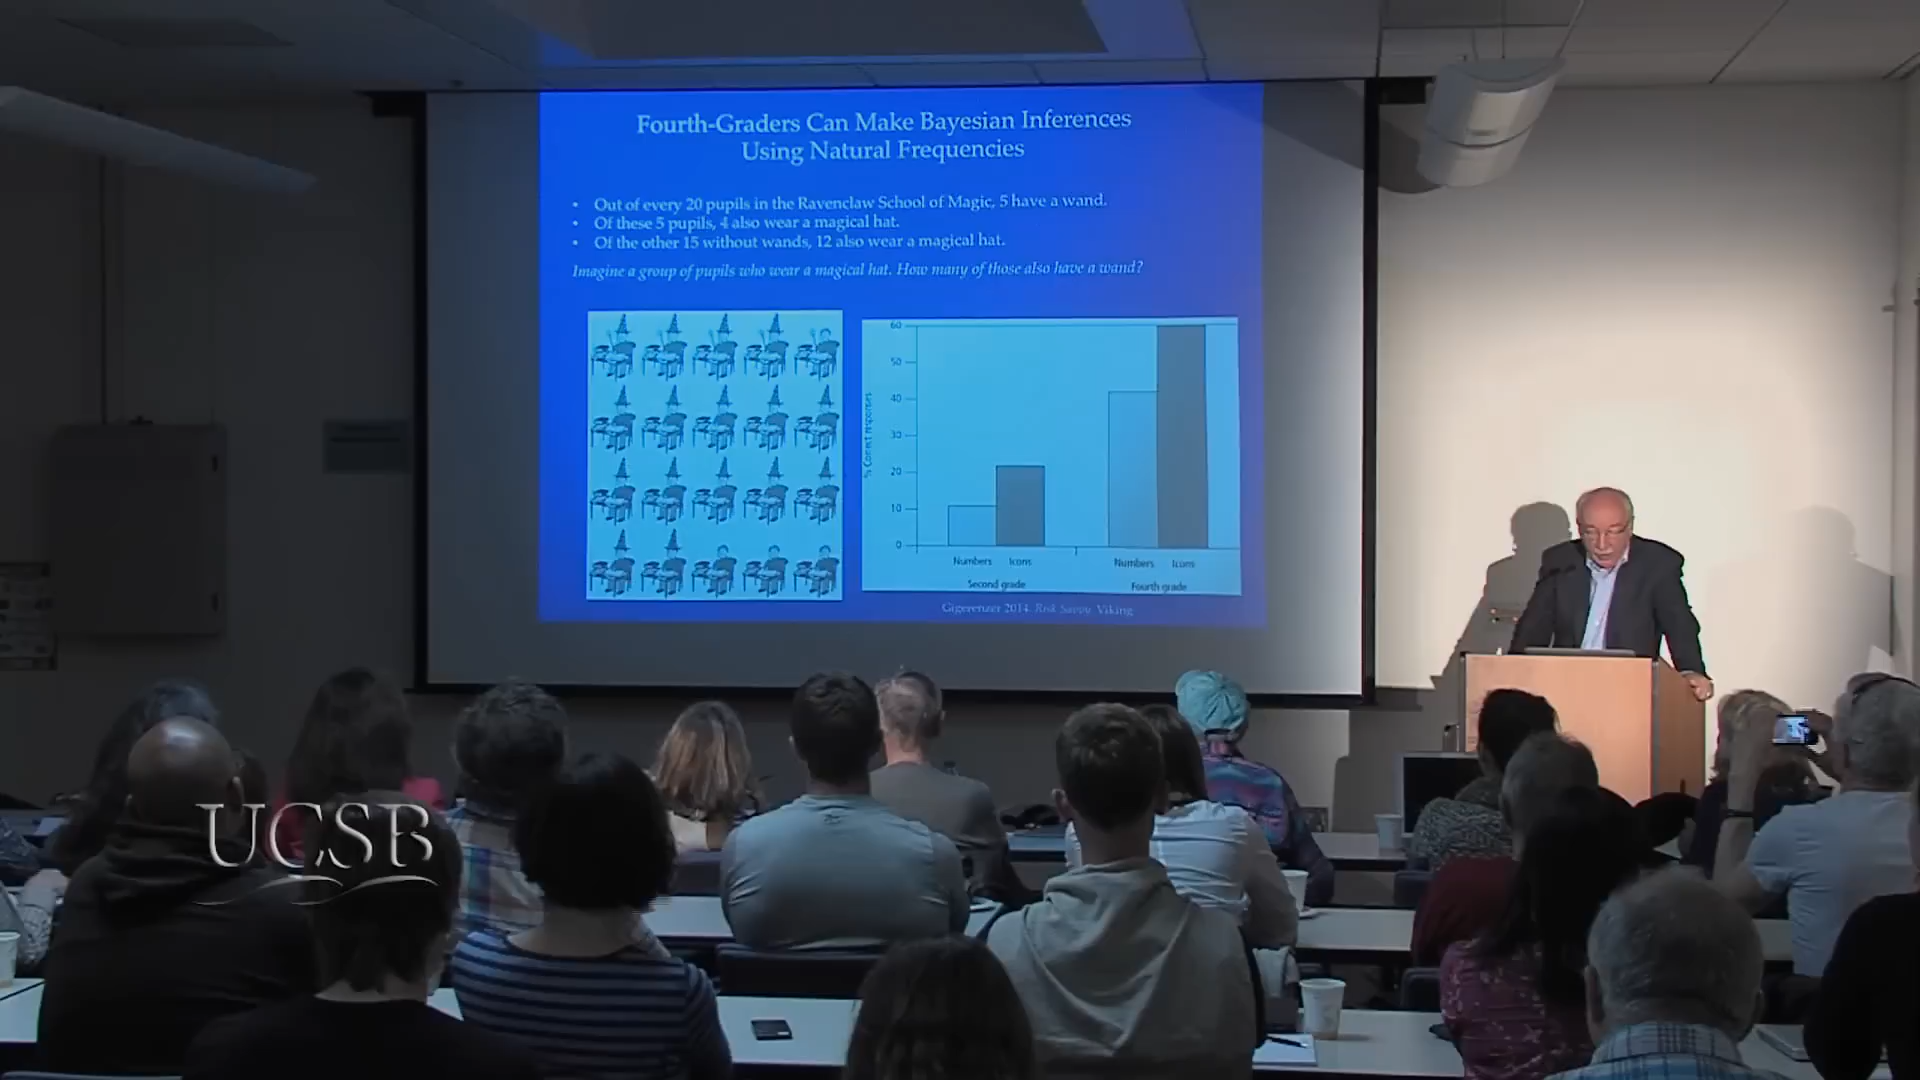 Fourth-Graders Can Make Bayesian Inferences
Using Natural Frequencies
• Out of every 20 pupils in the Ravenclaw School of Magic, 5 have a wand.
• Of these 5 pupils, 4 also wear a magical hat.
• Of the other 15 without wands, 12 also wear a magical hat.
Imagine a group of pupils who wear a magical hat. How many of those also have a wand?
% Correct responses
60
50
40
30
20
10
0
Numbers Icons Numbers Icons
Second grade Fourth grade
Gigerenzer 2014. Risk Savvy. Viking
UCSB